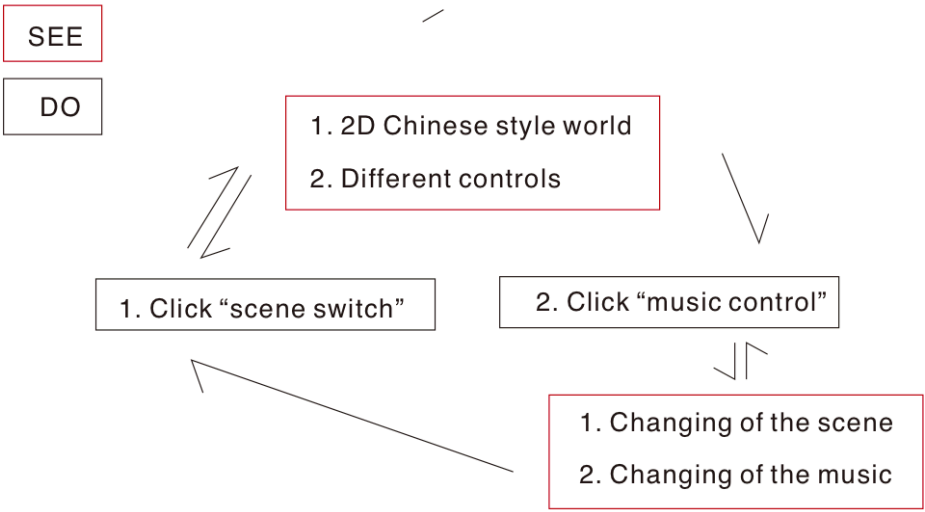 SEE
DO
1. 2D Chinese style world
2. Different controls
1. Click “scene switch”
2. Click “music control”
1. Changing of the scene
2. Changing of the music